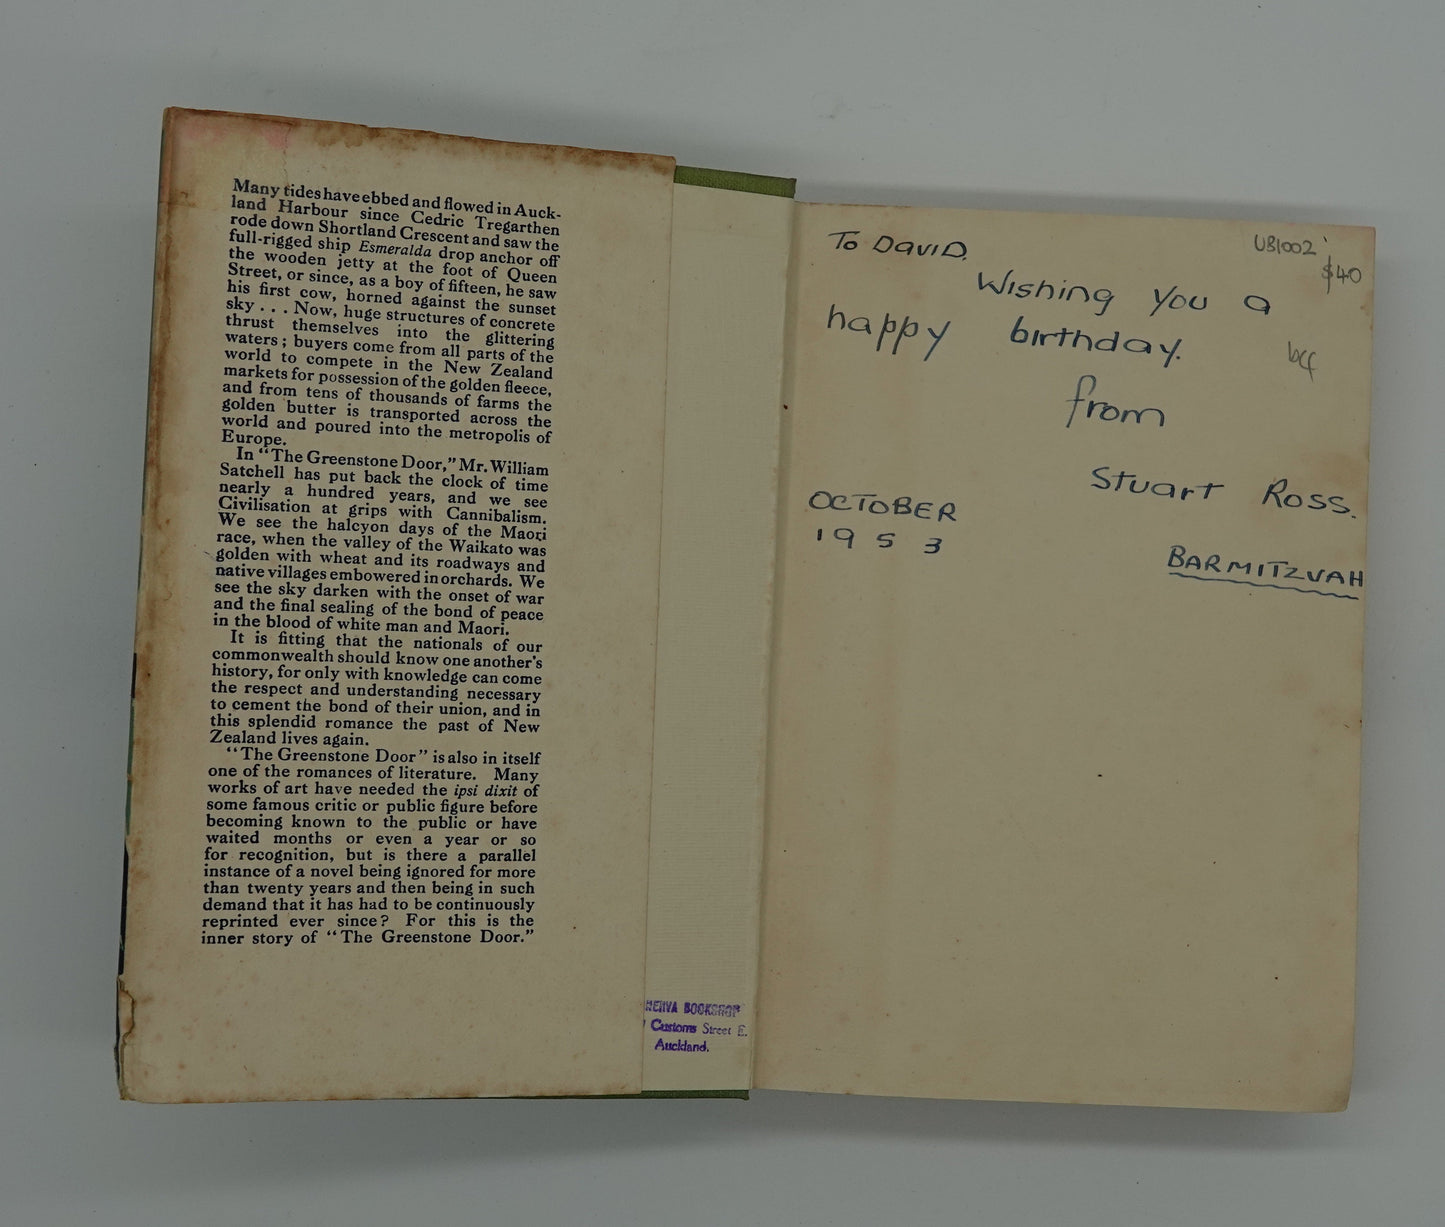 Many tides have ebbed and flowed in Auck-
land Harbour since Cedric Tregarthen
rode down Shortland Crescent and saw the
full-rigged ship Esmeralda drop anchor off
the wooden jetty at the foot of Queen
Street, or since, as a boy of fifteen, he saw
his first cow, horned against the sunset
sky . . . Now, huge structures of concrete
thrust themselves into the glittering
waters ; buyers come from all parts of the
world to compete in the New Zealand
markets for possession of the golden fleece,
and from tens of thousands of farms the
golden butter is transported across the
world and poured into the metropolis of
Europe.
In "The Greenstone Door," Mr. William
Satchell has put back the clock of time
nearly a hundred years, and we see
Civilisation at grips with Cannibalism.
We see the halcyon days of the Maori
race, when the valley of the Waikato was
golden with wheat and its roadways and
native villages embowered in orchards. We
see the sky darken with the onset of war
and the final sealing of the bond of peace
in the blood of white man and Maori.
It is fitting that the nationals of our
commonwealth should know one another's
history, for only with knowledge can come
the respect and understanding necessary
to cement the bond of their union, and in
this splendid romance the past of New
Zealand lives again.
"The Greenstone Door" is also in itself
one of the romances of literature. Many
works of art have needed the ipsi dixit of
some famous critic or public figure before
becoming known to the public or have
waited months or even a year or so
for recognition, but is there a parallel
instance of a novel being ignored for more
than twenty years and then being in such
demand that it has had to be continuously
reprinted ever since? For this is the
inner story of "The Greenstone Door."
BOOKSHOP
Customs Street E.
Auckland.
UB1002
$40
To DAVID.
Wishing you a
happy birthday.
from
Stuart Ross.
OCTOBER
1953
BARMITZVAH